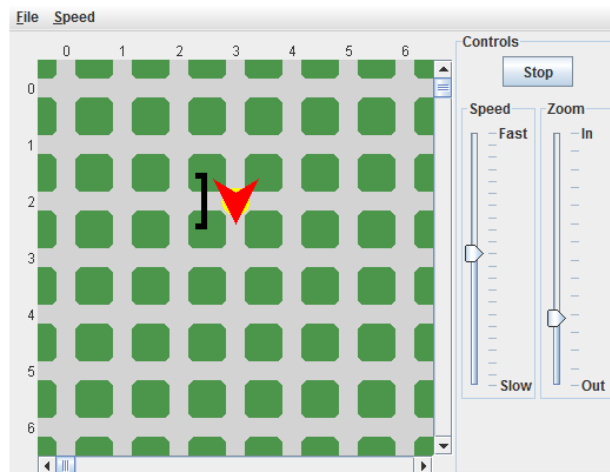 File Speed
0 1 2 3 4 5 6
0
1
2
3
4
5
6
Controls
Stop
Speed
Fast
Slow
Zoom
In
Out